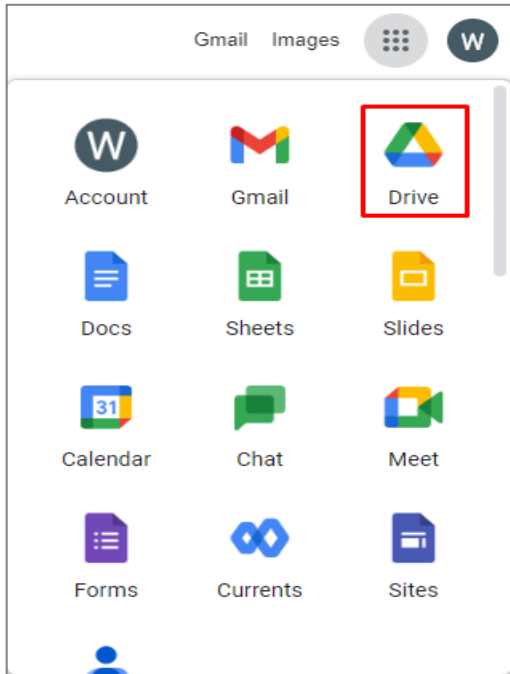 Gmail Images W
W
Account Gmail Drive
Docs Sheets Slides
31
Calendar Chat Meet
Forms Currents Sites